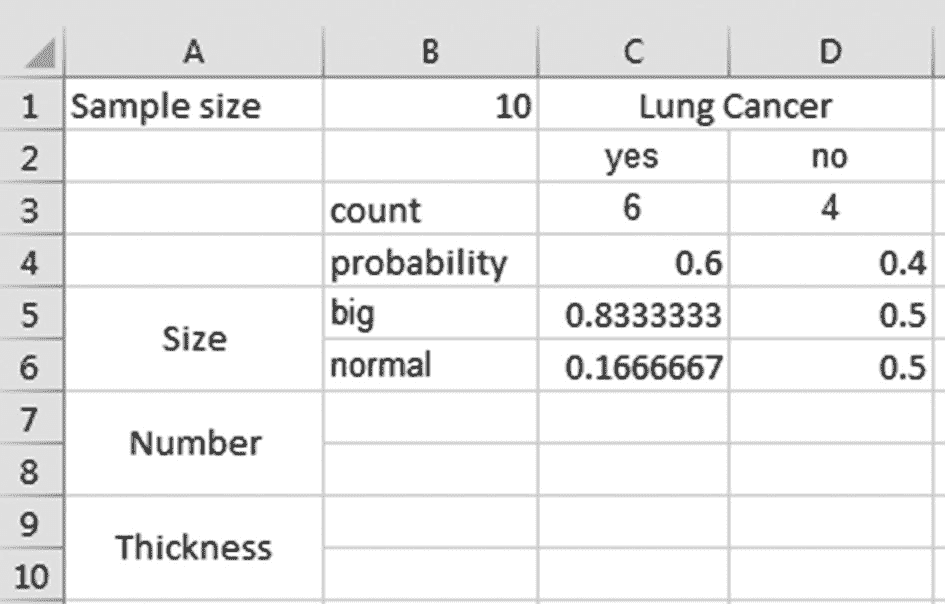 A B C D
1 Sample size 10 Lung Cancer
2 yes no
3 count 6 4
4 probability 0.6 0.4
5 big 0.8333333 0.5
Size
6 normal 0.1666667 0.5
7
Number
8
9
Thickness
10